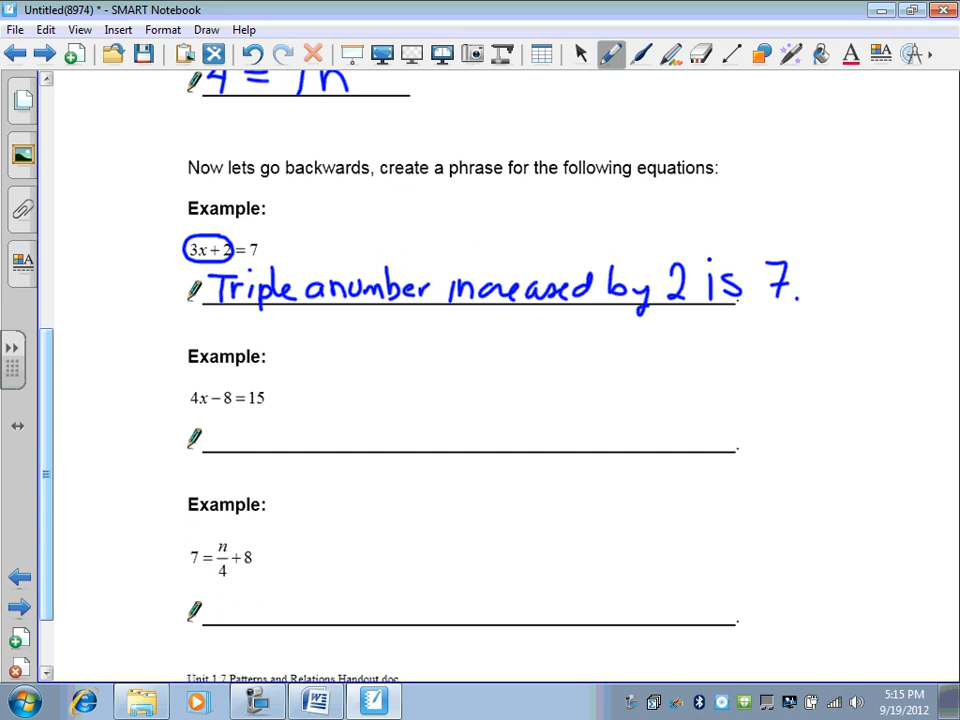 Untitled(8974) * - SMART Notebook
File Edit View Insert Format Draw Help
Now lets go backwards, create a phrase for the following equations:
Example:
3x + 2 = 7
Triple a number increased by 2 is 7.
Example:
4x − 8 = 15
.
Example:
7 = n/4 + 8
.
Unit 1.7 Patterns and Relations Handout.doc
5:15 PM
9/19/2012